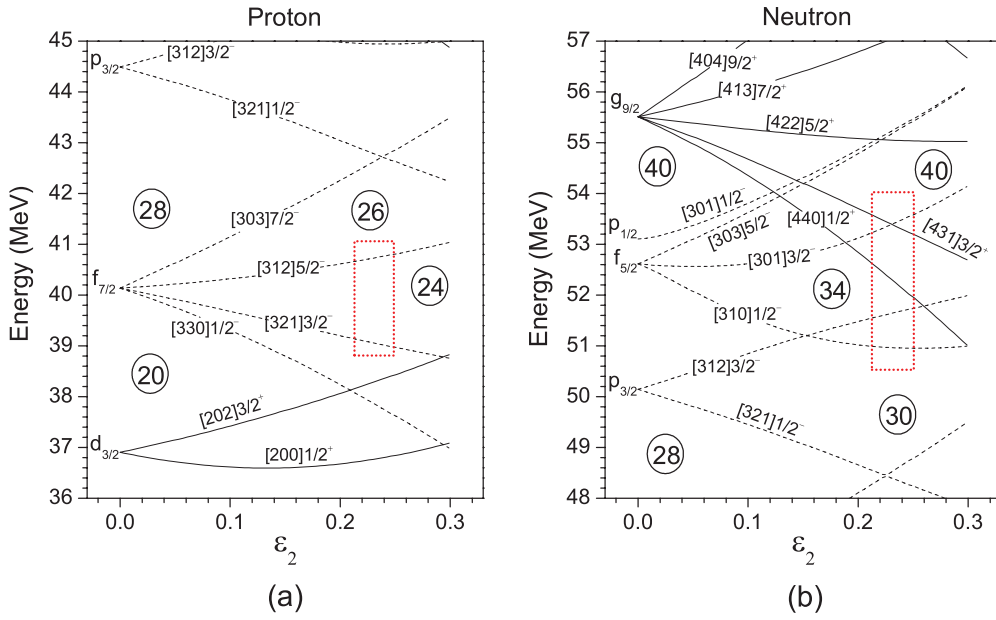 Proton
45
44
43
42
41
40
39
38
37
36
Energy (MeV)
p3/2
f7/2
d3/2
[312]3/2⁻
[321]1/2⁻
[303]7/2⁻
[312]5/2⁻
[321]3/2⁻
[330]1/2⁻
[202]3/2⁺
[200]1/2⁺
28
26
24
20
0.0 0.1 0.2 0.3
ε2
(a)
Neutron
57
56
55
54
53
52
51
50
49
48
Energy (MeV)
g9/2
p1/2
f5/2
p3/2
[404]9/2⁺
[413]7/2⁺
[422]5/2⁺
[301]1/2⁻
[303]5/2⁻
[440]1/2⁺
[431]3/2⁺
[301]3/2⁻
[310]1/2⁻
[312]3/2⁻
[321]1/2⁻
40
40
34
30
28
0.0 0.1 0.2 0.3
ε2
(b)